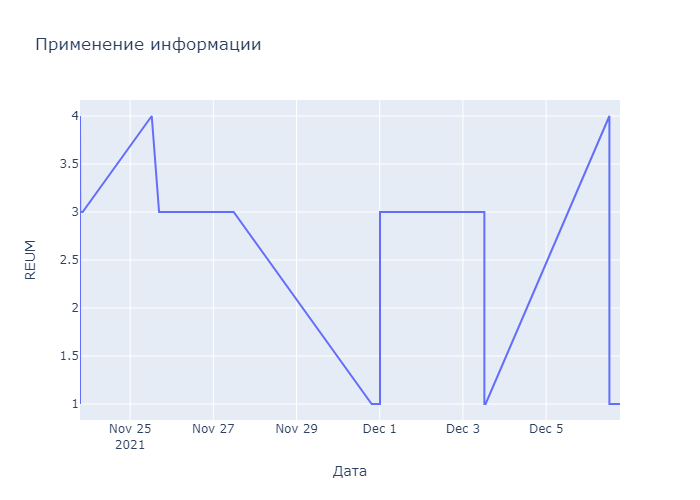 Применение информации
REUM
4
3.5
3
2.5
2
1.5
1
Nov 25
2021
Nov 27
Nov 29
Dec 1
Dec 3
Dec 5
Дата